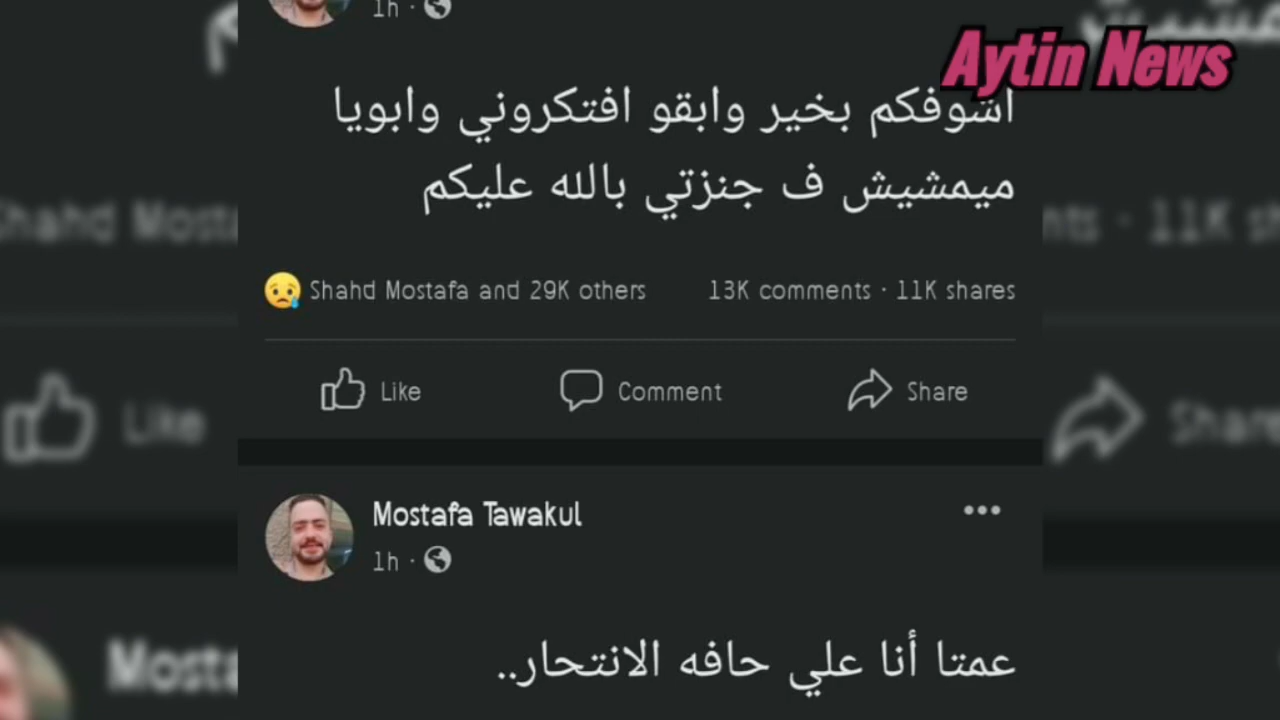 1h ·
Aytin News
اشوفكم بخير وابقو افتكروني وابويا
ميمشيش ف جنزتي بالله عليكم
Shahd Mostafa and 29K others
13K comments · 11K shares
Like
Comment
Share
Mostafa Tawakul
1h ·
عمتا أنا علي حافه الانتحار..